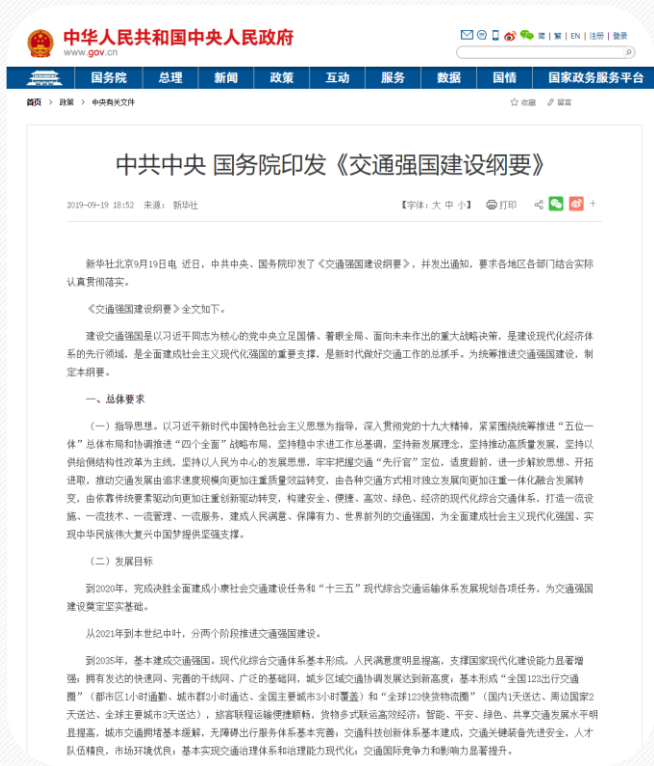 中华人民共和国中央人民政府
www.gov.cn
简 | 繁 | EN | 注册 | 登录
国务院 总理 新闻 政策 互动 服务 数据 国情 国家政务服务平台
首页 > 政策 > 中央有关文件
收藏 留言
中共中央 国务院印发《交通强国建设纲要》
2019-09-19 18:52 来源: 新华社
【字体: 大 中 小】 打印
新华社北京9月19日电 近日，中共中央、国务院印发了《交通强国建设纲要》，并发出通知，要求各地区各部门结合实际
认真贯彻落实。
《交通强国建设纲要》全文如下。
建设交通强国是以习近平同志为核心的党中央立足国情、着眼全局、面向未来作出的重大战略决策，是建设现代化经济体
系的先行领域，是全面建成社会主义现代化强国的重要支撑，是新时代做好交通工作的总抓手。为统筹推进交通强国建设，制
定本纲要。
一、总体要求
（一）指导思想。以习近平新时代中国特色社会主义思想为指导，深入贯彻党的十九大精神，紧紧围绕统筹推进“五位一
体”总体布局和协调推进“四个全面”战略布局，坚持稳中求进工作总基调，坚持新发展理念，坚持推动高质量发展，坚持以
供给侧结构性改革为主线，坚持以人民为中心的发展思想，牢牢把握交通“先行官”定位，适度超前，进一步解放思想、开拓
进取，推动交通发展由追求速度规模向更加注重质量效益转变，由各种交通方式相对独立发展向更加注重一体化融合发展转
变，由依靠传统要素驱动向更加注重创新驱动转变，构建安全、便捷、高效、绿色、经济的现代化综合交通体系，打造一流设
施、一流技术、一流管理、一流服务，建成人民满意、保障有力、世界前列的交通强国，为全面建成社会主义现代化强国、实
现中华民族伟大复兴中国梦提供坚强支撑。
（二）发展目标
到2020年，完成决胜全面建成小康社会交通建设任务和“十三五”现代综合交通运输体系发展规划各项任务，为交通强国
建设奠定坚实基础。
从2021年到本世纪中叶，分两个阶段推进交通强国建设。
到2035年，基本建成交通强国。现代化综合交通体系基本形成，人民满意度明显提高，支撑国家现代化建设能力显著增
强；拥有发达的快速网、完善的干线网、广泛的基础网，城乡区域交通协调发展达到新高度；基本形成“全国123出行交通
圈”（都市区1小时通勤、城市群2小时通达、全国主要城市3小时覆盖）和“全球123快货物流圈”（国内1天送达、周边国家2
天送达、全球主要城市3天送达），旅客联程运输便捷顺畅，货物多式联运高效经济；智能、平安、绿色、共享交通发展水平明
显提高，城市交通拥堵基本缓解，无障碍出行服务体系基本完善；交通科技创新体系基本建成，交通关键装备先进安全，人才
队伍精良，市场环境优良；基本实现交通治理体系和治理能力现代化；交通国际竞争力和影响力显著提升。